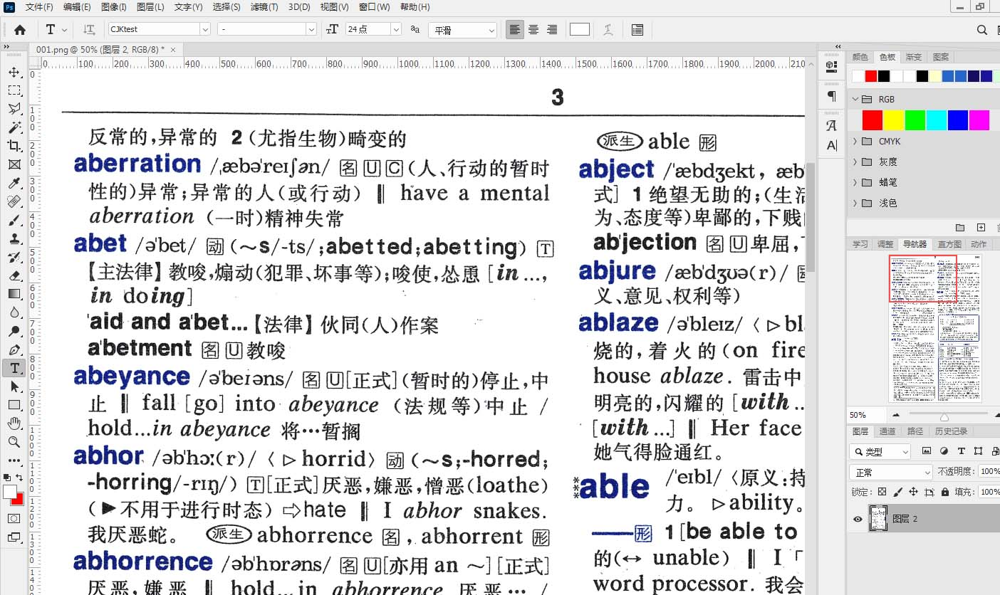 文件(F) 编辑(E) 图像(I) 图层(L) 文字(Y) 选择(S) 滤镜(T) 3D(D) 视图(V) 窗口(W) 帮助(H)
CJKtest - 24 点 平滑
001.png @ 50% (图层 2, RGB/8) * ×
0 100 200 300 400 500 600 700 800 900 1000 1100 1200 1300 1400 1500 1600 1700 1800 1900 2000 210
3
反常的,异常的 2 (尤指生物)畸变的
aberration /ˌæbəˈreɪʃən/ 名 U C (人、行动的暂时
性的)异常;异常的人(或行动) ‖ have a mental
aberration (一时)精神失常
abet /əˈbet/ 动 (~s/-ts/;abetted;abetting) T
【主法律】教唆,煽动(犯罪、坏事等);唆使,怂恿 [in …,
in doing]
ˈaid and aˈbet…【法律】伙同(人)作案
aˈbetment 名 U 教唆
abeyance /əˈbeɪəns/ 名 U[正式](暂时的)停止,中
止 ‖ fall [go] into abeyance (法规等)中止 /
hold…in abeyance 将…暂搁
abhor /əbˈhɔː(r)/〈 ▷ horrid〉动 (~s;-horred;
-horring/-rɪŋ/) T[正式]厌恶,嫌恶,憎恶(loathe)
(▶不用于进行时态) ⇨hate ‖ I abhor snakes.
我厌恶蛇。 派生 abhorrence 名 , abhorrent 形
abhorrence /əbˈhɒrəns/ 名 U[亦用 an ~] [正式]
厌恶,嫌恶 ‖ hold…in abhorrence 厌恶… /
派生 able 形
abject /ˈæbdʒekt, æb
式] 1 绝望无助的;(生活
为、态度等)卑鄙的,下贱
abˈjection 名 U 卑屈,
abjure /æbˈdʒʊə(r)/
义、意见、权利等)
ablaze /əˈbleɪz/〈 ▷ bl
烧的,着火的(on fire
house ablaze. 雷击中
明亮的,闪耀的 [with ..
[with …] ‖ Her face
她气得脸通红。
⁂able /ˈeɪbl/〈原义:持
力。 ▷ability。
——形 1 [be able to
的(↔ unable) ‖ I「
word processor. 我会
颜色 色板 渐变 图案
RGB
CMYK
灰度
蜡笔
浅色
学习 调整 导航器 直方图 动作
50%
图层 通道 路径 历史记录
类型
正常 不透明度: 100%
锁定: 填充: 100%
图层 2